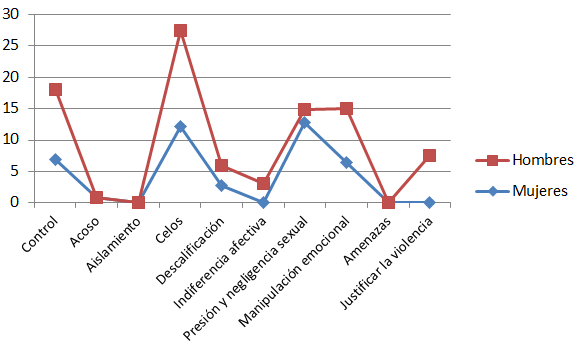 30
25
20
15
10
5
0
Control
Acoso
Aislamiento
Celos
Descalificación
Indiferencia afectiva
Presión y negligencia sexual
Manipulación emocional
Amenazas
Justificar la violencia
Hombres
Mujeres